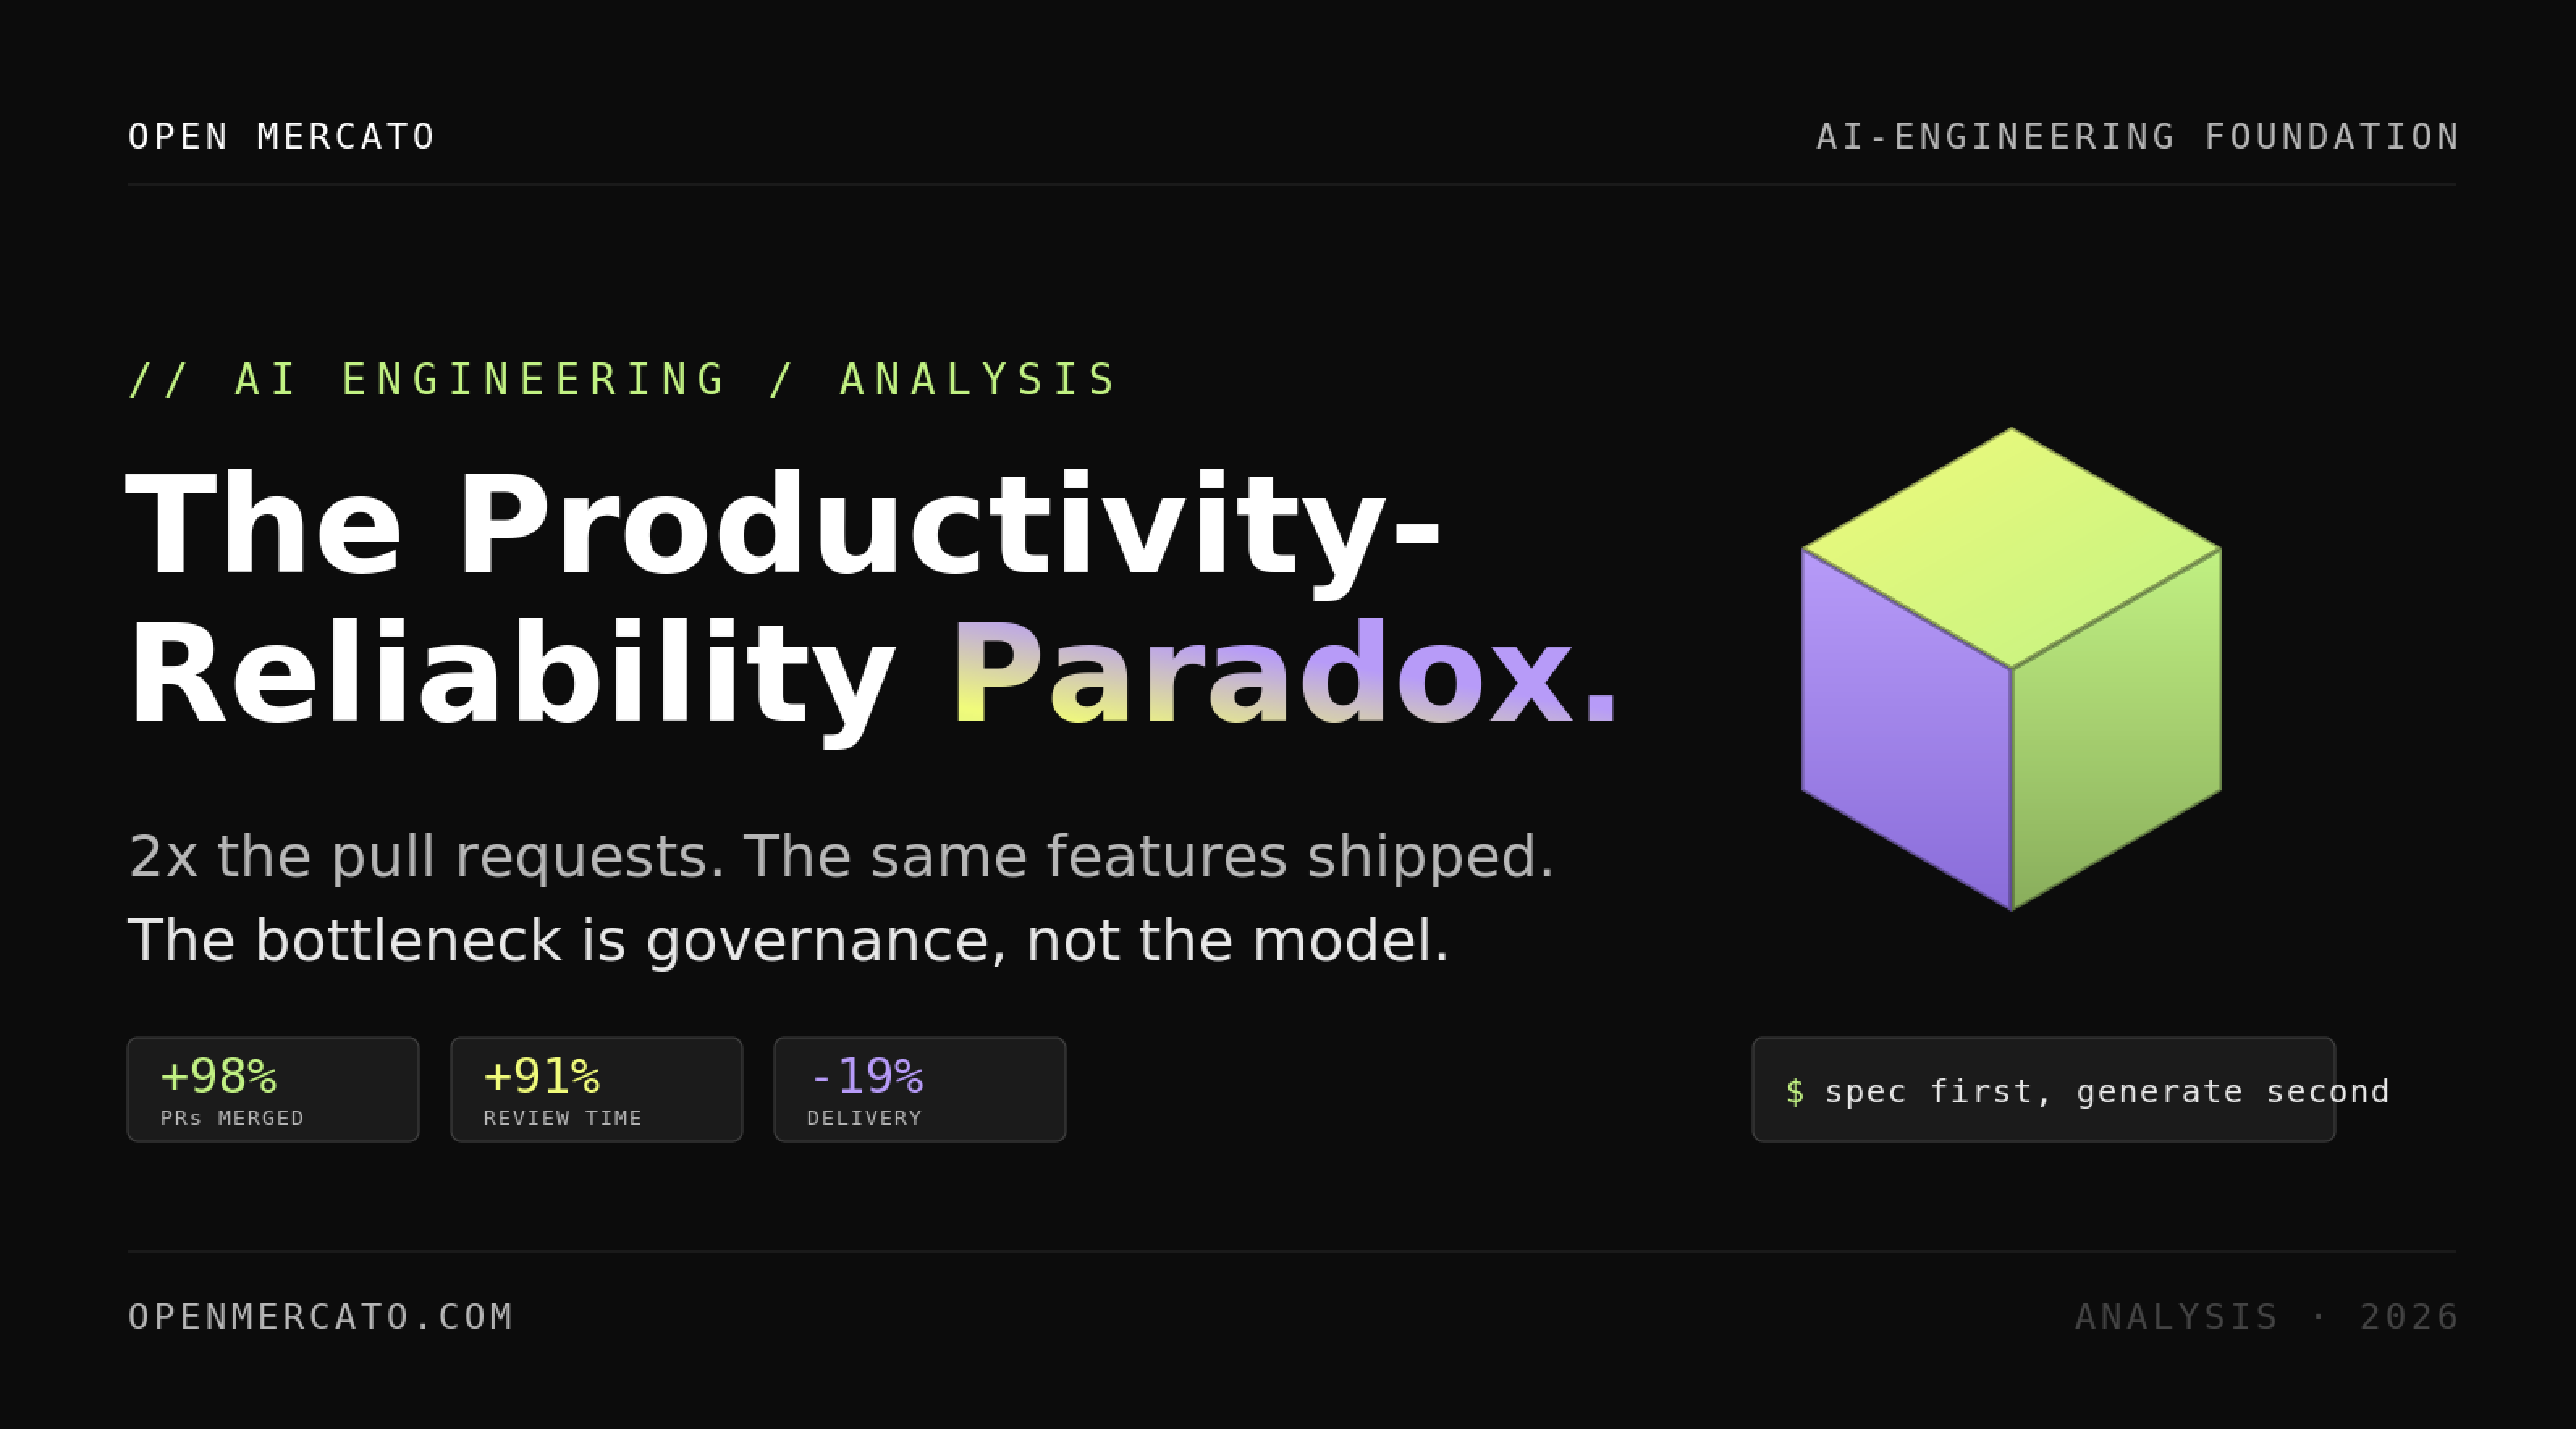 OPEN MERCATO
AI-ENGINEERING FOUNDATION
// AI ENGINEERING / ANALYSIS
The Productivity-
Reliability Paradox.
2x the pull requests. The same features shipped.
The bottleneck is governance, not the model.
+98%
PRs MERGED
+91%
REVIEW TIME
-19%
DELIVERY
$ spec first, generate second
OPENMERCATO.COM
ANALYSIS · 2026